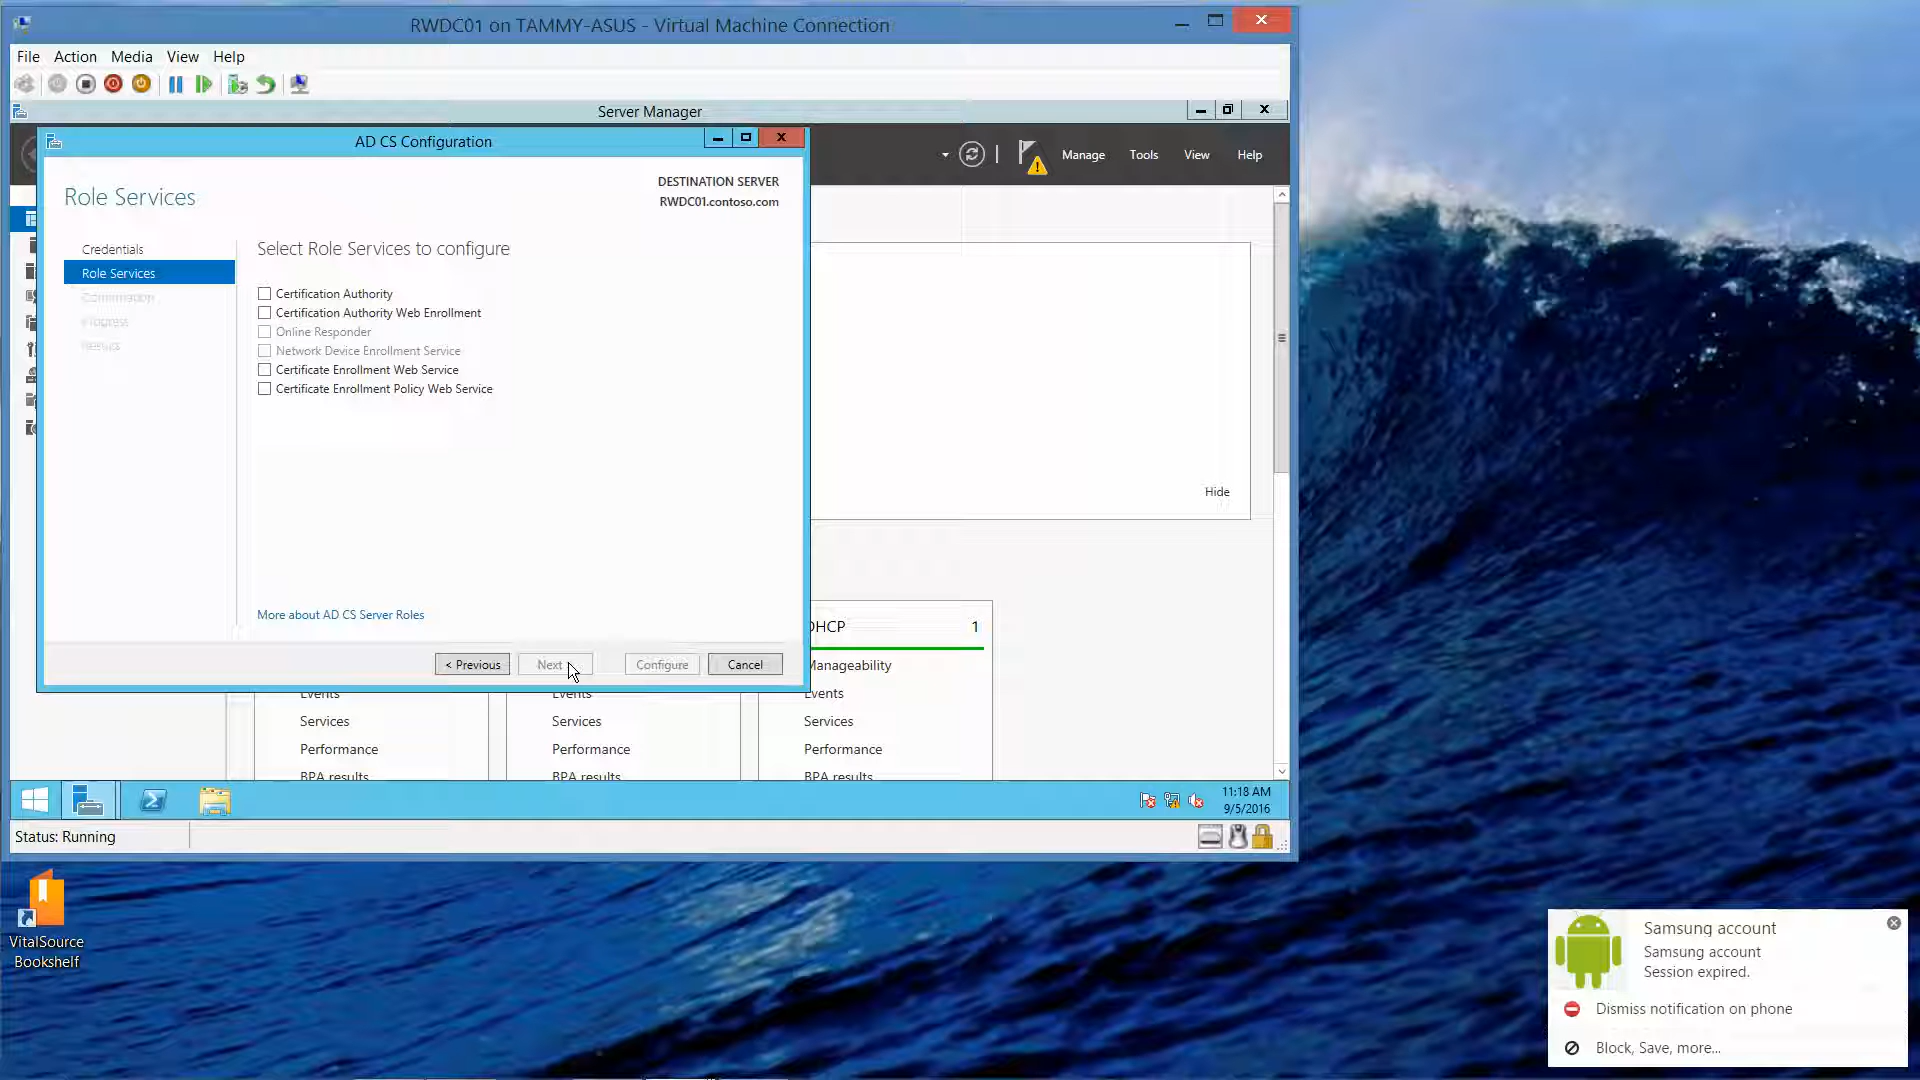 RWDC01 on TAMMY-ASUS - Virtual Machine Connection
File Action Media View Help
Server Manager
AD CS Configuration
Manage Tools View Help
Role Services
DESTINATION SERVER
RWDC01.contoso.com
Credentials
Role Services
Confirmation
Progress
Results
Select Role Services to configure
Certification Authority
Certification Authority Web Enrollment
Online Responder
Network Device Enrollment Service
Certificate Enrollment Web Service
Certificate Enrollment Policy Web Service
More about AD CS Server Roles
< Previous
Next
Configure
Cancel
Hide
DHCP 1
Manageability
Events
Services
Performance
BPA results
Events
Services
Performance
BPA results
Events
Services
Performance
BPA results
11:18 AM
9/5/2016
Status: Running
VitalSource
Bookshelf
Samsung account
Samsung account
Session expired.
Dismiss notification on phone
Block, Save, more...